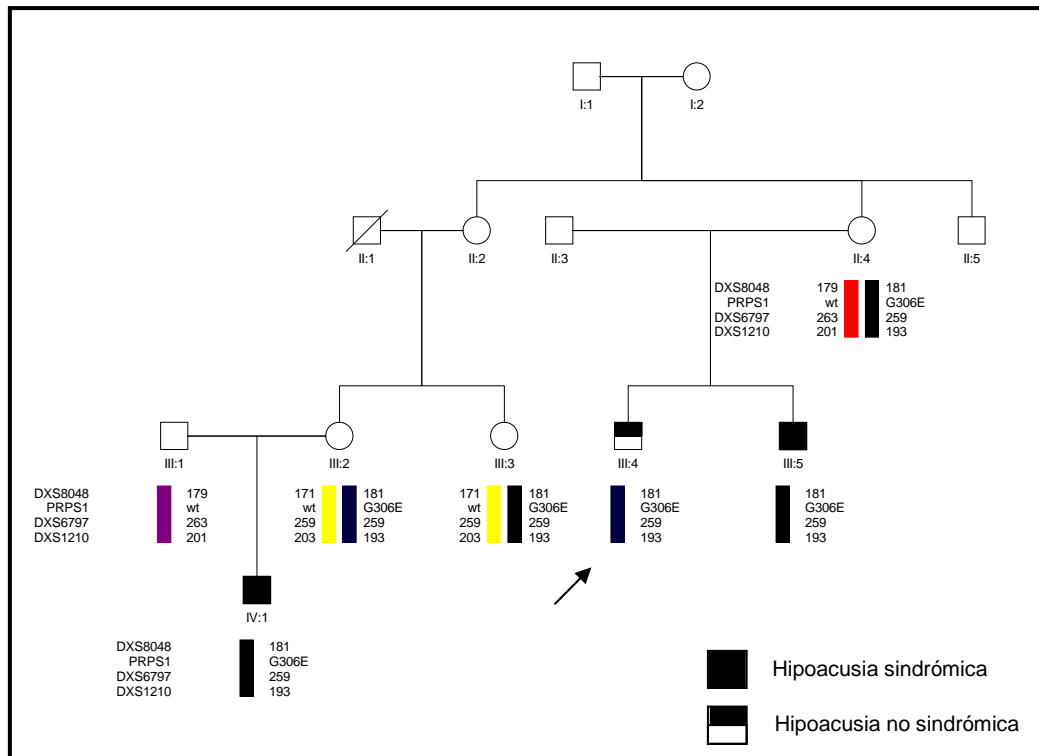 I:1 I:2
II:1 II:2 II:3 II:4 II:5
DXS8048 179 181
PRPS1 wt G306E
DXS6797 263 259
DXS1210 201 193
III:1 III:2 III:3 III:4 III:5
DXS8048 179 171 181 171 181 181 181
PRPS1 wt wt G306E wt G306E G306E G306E
DXS6797 263 259 259 259 259 259 259
DXS1210 201 203 193 203 193 193 193
IV:1
DXS8048 181
PRPS1 G306E
DXS6797 259
DXS1210 193
Hipoacusia sindrómica
Hipoacusia no sindrómica